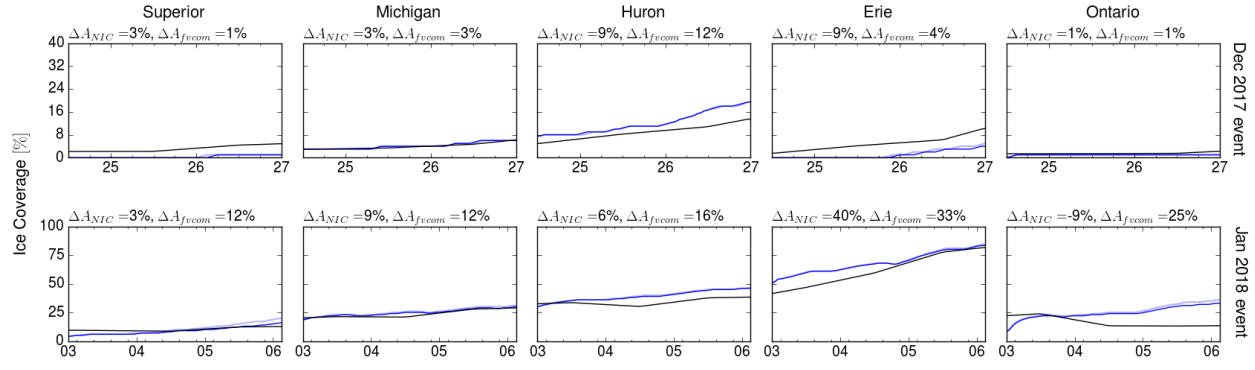 Superior Michigan Huron Erie Ontario
ΔA_NIC =3%, ΔA_fvcom =1% ΔA_NIC =3%, ΔA_fvcom =3% ΔA_NIC =9%, ΔA_fvcom =12% ΔA_NIC =9%, ΔA_fvcom =4% ΔA_NIC =1%, ΔA_fvcom =1%
40
32
24
16
8
0
25 26 27 25 26 27 25 26 27 25 26 27 25 26 27
Dec 2017 event
Ice Coverage [%]
ΔA_NIC =3%, ΔA_fvcom =12% ΔA_NIC =9%, ΔA_fvcom =12% ΔA_NIC =6%, ΔA_fvcom =16% ΔA_NIC =40%, ΔA_fvcom =33% ΔA_NIC =-9%, ΔA_fvcom =25%
100
75
50
25
0
03 04 05 06 03 04 05 06 03 04 05 06 03 04 05 06 03 04 05 06
Jan 2018 event